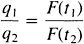 q₁/q₂ = F(t₁)/F(t₂)